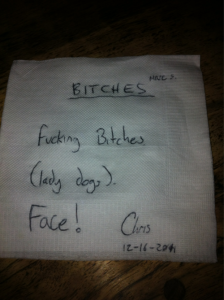 BITCHES
Fucking Bitches
(lady dogs).
Face! Chris
12-16-2011